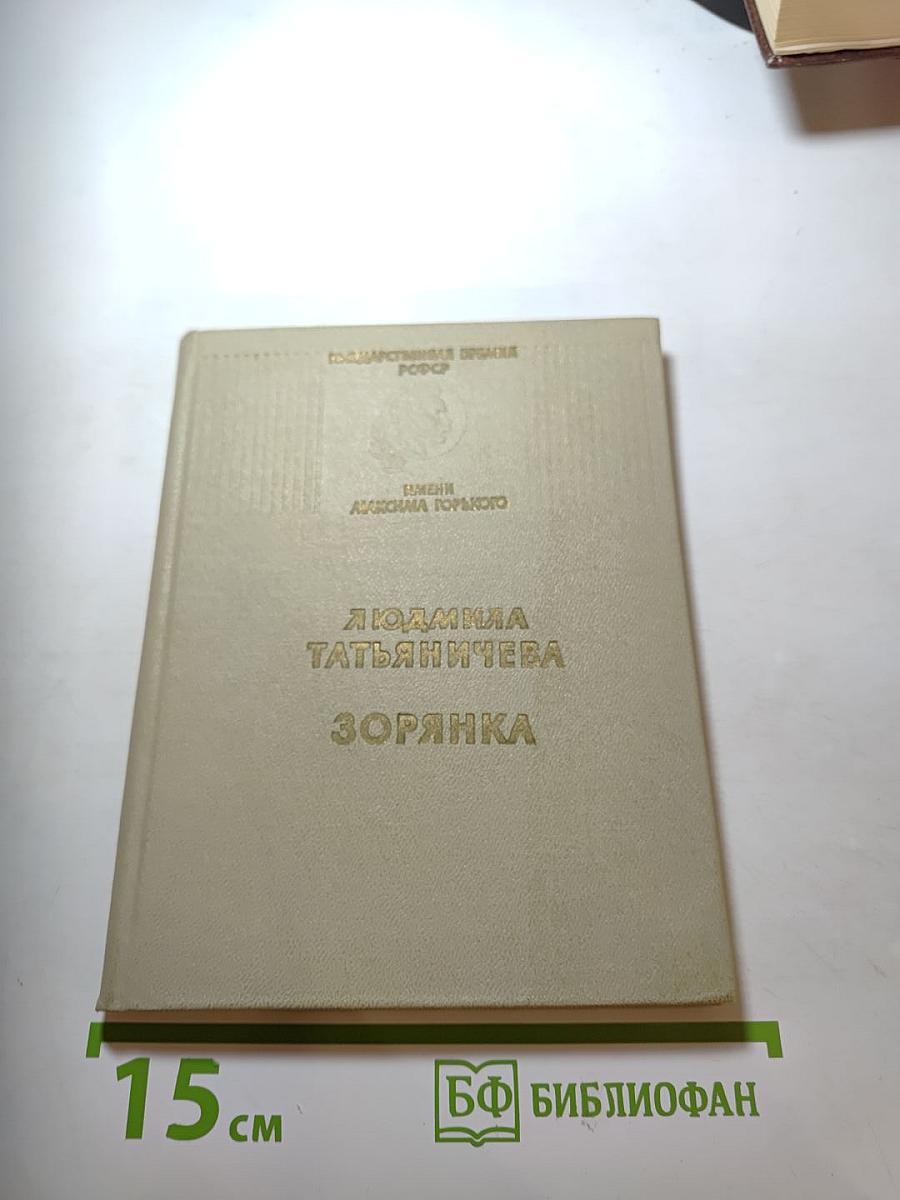 ГОСУДАРСТВЕННАЯ ПРЕМИЯ
РСФСР
ИМЕНИ
МАКСИМА ГОРЬКОГО
ЛЮДМИЛА
ТАТЬЯНИЧЕВА
ЗОРЯНКА
15 см
БФ БИБЛИОФАН